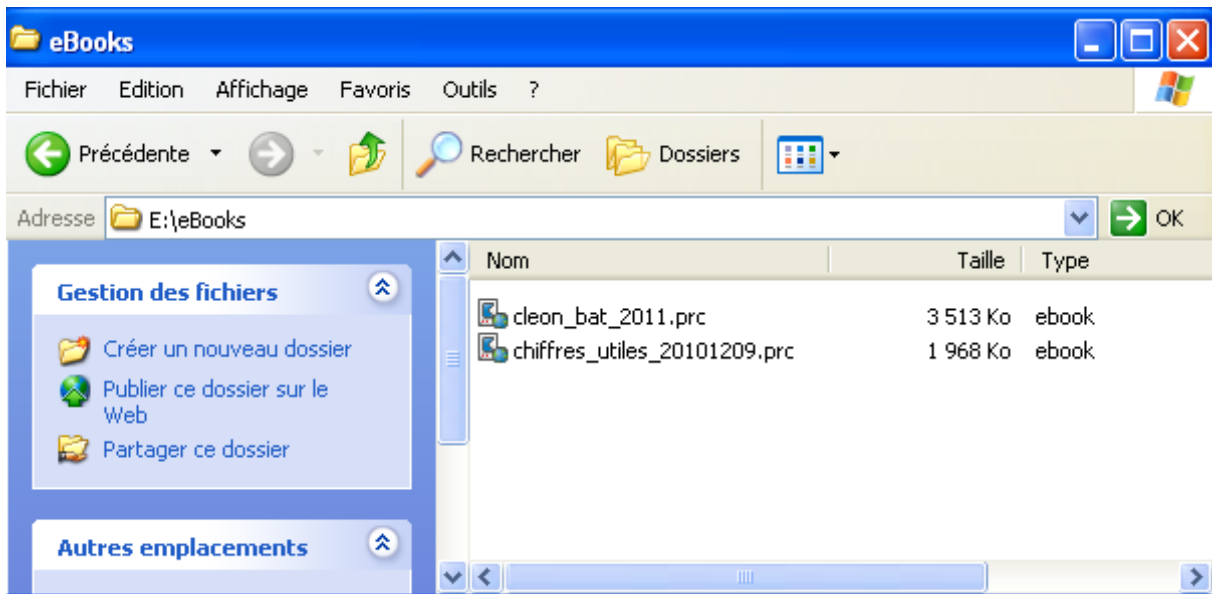 eBooks
Fichier Edition Affichage Favoris Outils ?
Précédente Rechercher Dossiers
Adresse E:\eBooks OK
Gestion des fichiers
Créer un nouveau dossier
Publier ce dossier sur le
Web
Partager ce dossier
Autres emplacements
Nom Taille Type
cleon_bat_2011.prc 3 513 Ko ebook
chiffres_utiles_20101209.prc 1 968 Ko ebook